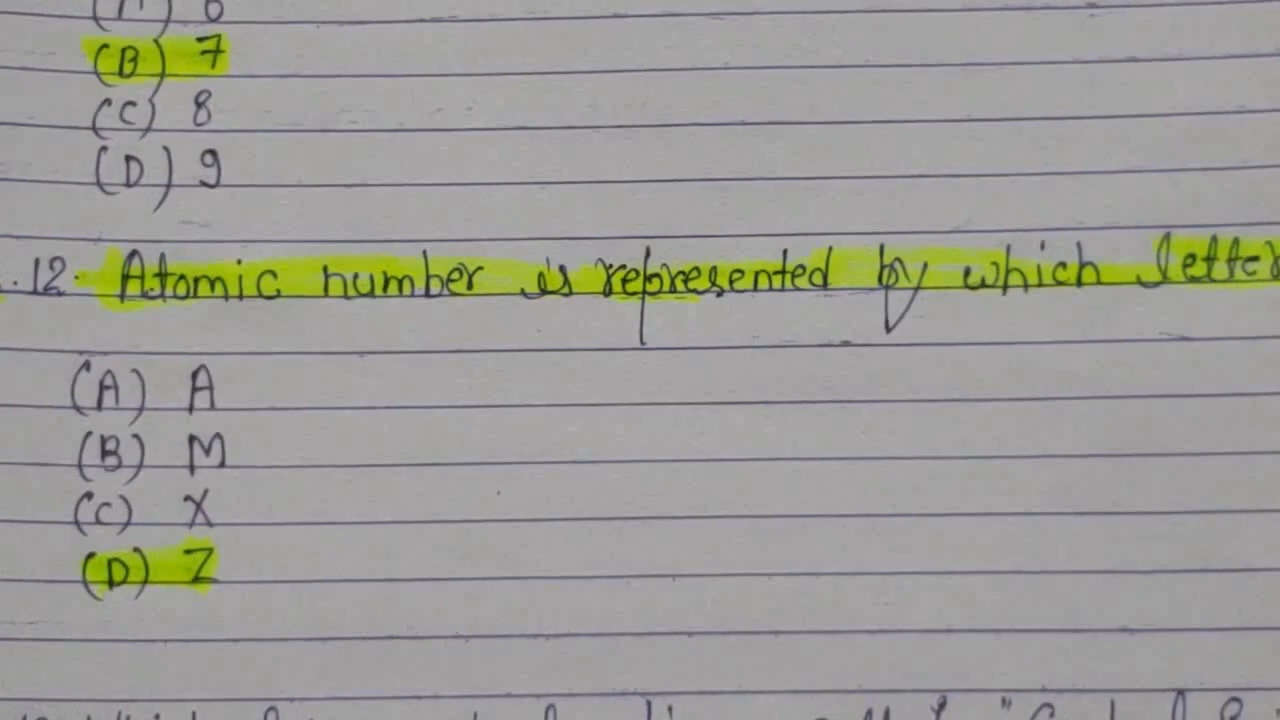 (B) 7
(C) 8
(D) 9
.12. Atomic number is represented by which letter
(A) A
(B) M
(C) X
(D) Z